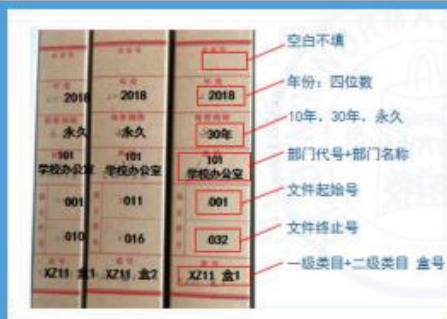 空白不填
年份：四位数
10年、30年、永久
部门代号+部门名称
文件起始号
文件终止号
一级类目+二级类目 盒号
2018
永久
101
学校办公室
001
010
XZ11 盒1
2018
永久
101
学校办公室
011
016
XZ11 盒2
2018
30年
101
学校办公室
001
032
XZ11 盒1